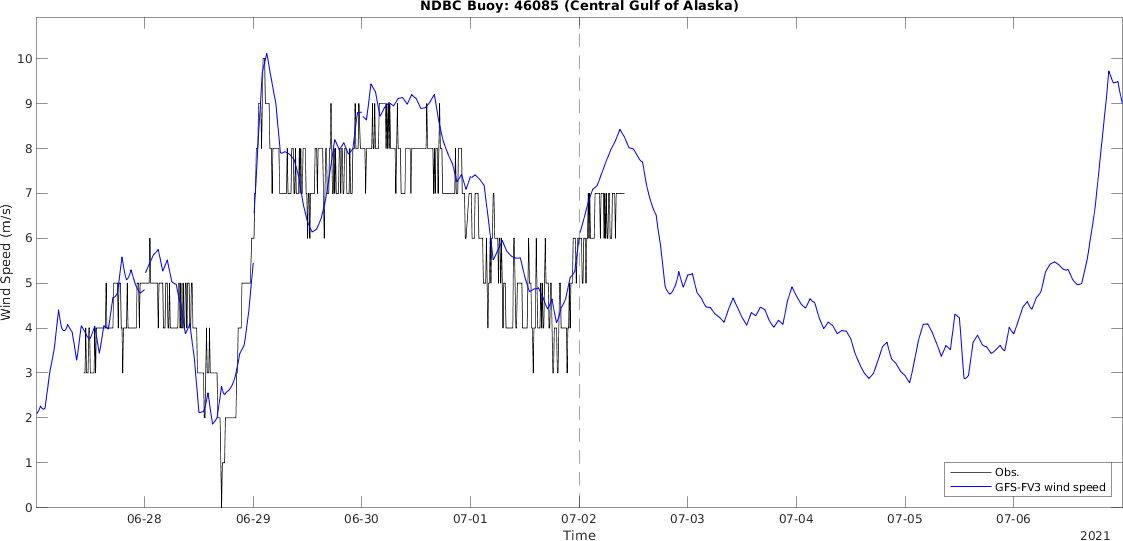 NDBC Buoy: 46085 (Central Gulf of Alaska)
Wind Speed (m/s)
10
9
8
7
6
5
4
3
2
1
0
06-28 06-29 06-30 07-01 07-02 07-03 07-04 07-05 07-06
Time
2021
Obs.
GFS-FV3 wind speed